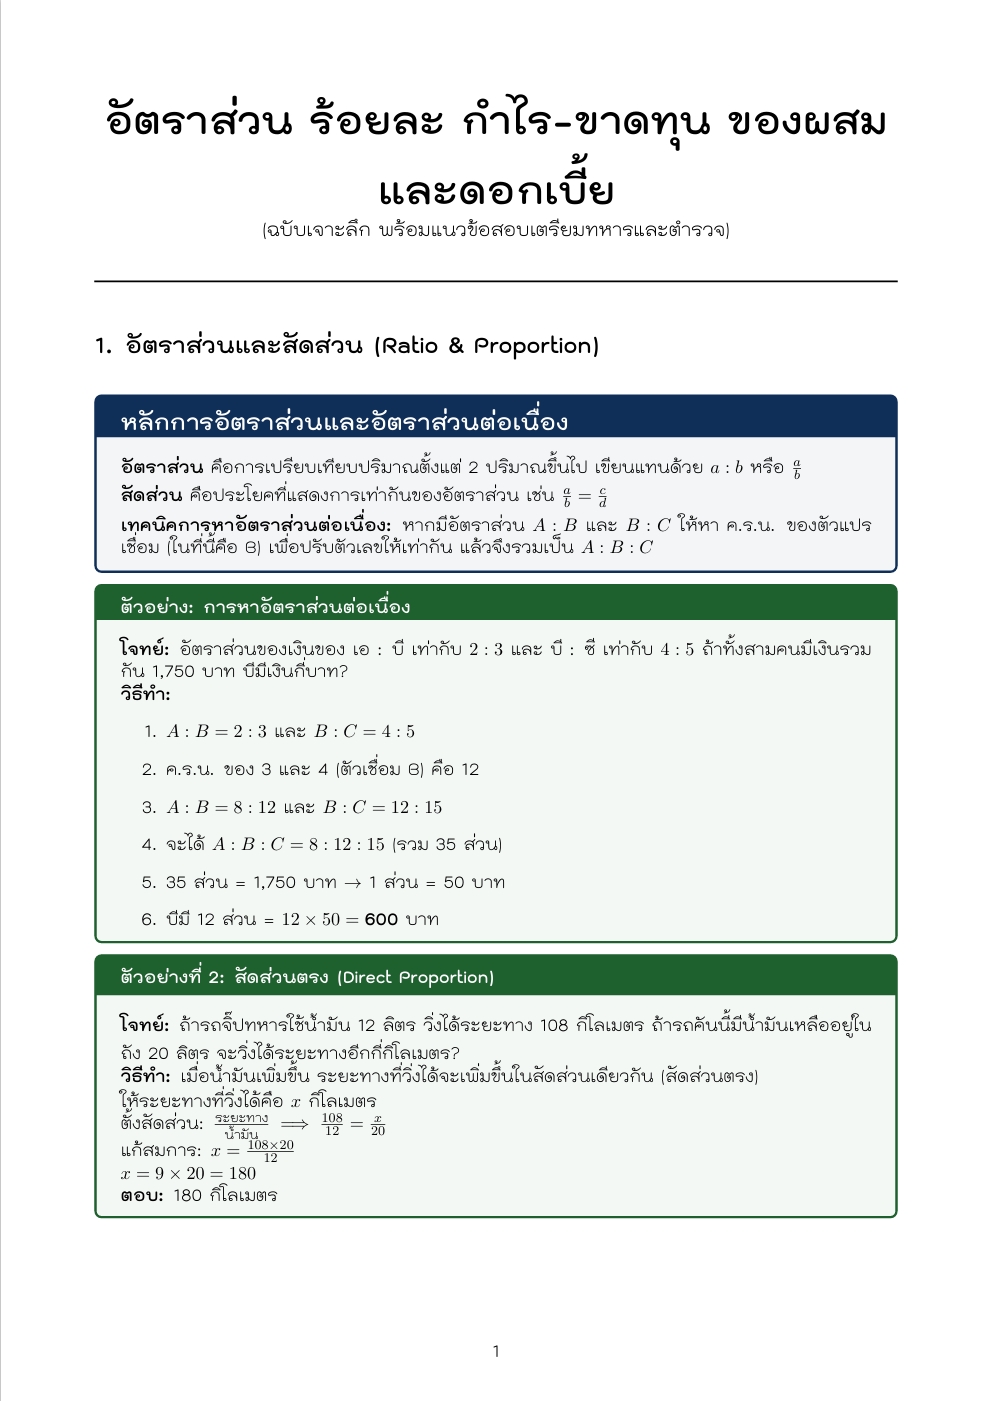 อัตราส่วน ร้อยละ กำไร-ขาดทุน ของผสม
และดอกเบี้ย
(ฉบับเจาะลึก พร้อมแนวข้อสอบเตรียมทหารและตำรวจ)
1. อัตราส่วนและสัดส่วน (Ratio & Proportion)
หลักการอัตราส่วนและอัตราส่วนต่อเนื่อง
อัตราส่วน คือการเปรียบเทียบปริมาณตั้งแต่ 2 ปริมาณขึ้นไป เขียนแทนด้วย a : b หรือ a/b
สัดส่วน คือประโยคที่แสดงการเท่ากันของอัตราส่วน เช่น a/b = c/d
เทคนิคการหาอัตราส่วนต่อเนื่อง: หากมีอัตราส่วน A : B และ B : C ให้หา ค.ร.น. ของตัวแปร
เชื่อม (ในที่นี้คือ B) เพื่อปรับตัวเลขให้เท่ากัน แล้วจึงรวมเป็น A : B : C
ตัวอย่าง: การหาอัตราส่วนต่อเนื่อง
โจทย์: อัตราส่วนของเงินของ เอ : บี เท่ากับ 2 : 3 และ บี : ซี เท่ากับ 4 : 5 ถ้าทั้งสามคนมีเงินรวม
กัน 1,750 บาท บีมีเงินกี่บาท?
วิธีทำ:
1. A : B = 2 : 3 และ B : C = 4 : 5
2. ค.ร.น. ของ 3 และ 4 (ตัวเชื่อม B) คือ 12
3. A : B = 8 : 12 และ B : C = 12 : 15
4. จะได้ A : B : C = 8 : 12 : 15 (รวม 35 ส่วน)
5. 35 ส่วน = 1,750 บาท → 1 ส่วน = 50 บาท
6. บีมี 12 ส่วน = 12 × 50 = 600 บาท
ตัวอย่างที่ 2: สัดส่วนตรง (Direct Proportion)
โจทย์: ถ้ารถจี๊ปทหารใช้น้ำมัน 12 ลิตร วิ่งได้ระยะทาง 108 กิโลเมตร ถ้ารถคันนี้มีน้ำมันเหลืออยู่ใน
ถัง 20 ลิตร จะวิ่งได้ระยะทางอีกกี่กิโลเมตร?
วิธีทำ: เมื่อน้ำมันเพิ่มขึ้น ระยะทางที่วิ่งได้จะเพิ่มขึ้นในสัดส่วนเดียวกัน (สัดส่วนตรง)
ให้ระยะทางที่วิ่งได้คือ x กิโลเมตร
ตั้งสัดส่วน: ระยะทาง/น้ำมัน ⟹ 108/12 = x/20
แก้สมการ: x = 108×20/12
x = 9 × 20 = 180
ตอบ: 180 กิโลเมตร
1